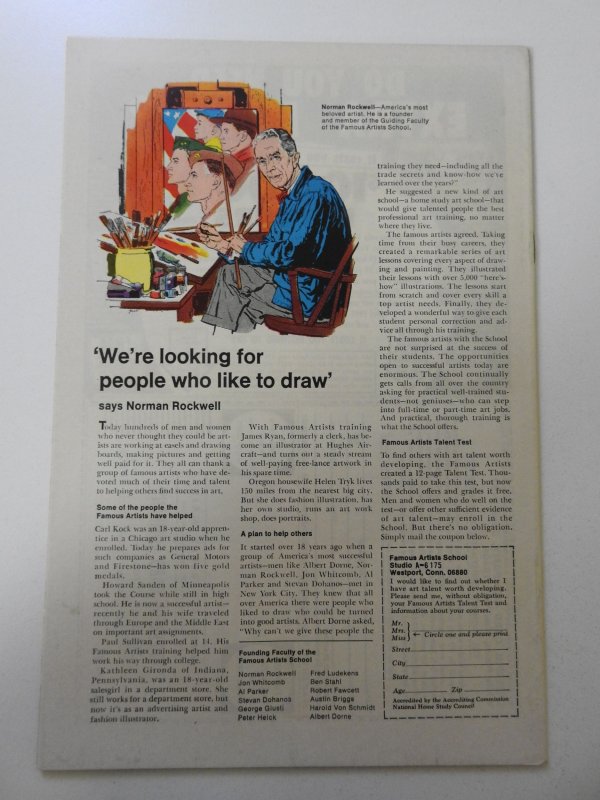 Norman Rockwell—America's most
beloved artist. He is a founder
and member of the Guiding Faculty
of the Famous Artists School.
'We're looking for
people who like to draw'
says Norman Rockwell
Today hundreds of men and women
who never thought they could be art-
ists are working at easels and drawing
boards, making pictures and getting
well paid for it. They all can thank a
group of famous artists who have de-
voted much of their time and talent
to helping others find success in art.
Some of the people the
Famous Artists have helped
Carl Kock was an 18-year-old appren-
tice in a Chicago art studio when he
enrolled. Today he prepares ads for
such companies as General Motors
and Firestone—has won five gold
medals.
Howard Sanden of Minneapolis
took the Course while still in high
school. He is now a successful artist—
recently he and his wife traveled
through Europe and the Middle East
on important art assignments.
Paul Sullivan enrolled at 14. His
Famous Artists training helped him
work his way through college.
Kathleen Gironda of Indiana,
Pennsylvania, was an 18-year-old
salesgirl in a department store. She
still works for a department store, but
now it's as an advertising artist and
fashion illustrator.
With Famous Artists training
James Ryan, formerly a clerk, has be-
come an illustrator at Hughes Air-
craft—and turns out a steady stream
of well-paying free-lance artwork in
his spare time.
Oregon housewife Helen Tryk lives
150 miles from the nearest big city.
But she does fashion illustration, has
her own studio, runs an art work
shop, does portraits.
A plan to help others
It started over 18 years ago when a
group of America's most successful
artists—men like Albert Dorne, Nor-
man Rockwell, Jon Whitcomb, Al
Parker and Stevan Dohanos—met in
New York City. They knew that all
over America there were people who
liked to draw who could be turned
into good artists. Albert Dorne asked,
"Why can't we give these people the
Founding Faculty of the
Famous Artists School
Norman Rockwell
Jon Whitcomb
Al Parker
Stevan Dohanos
George Giusti
Peter Helck
Fred Ludekens
Ben Stahl
Robert Fawcett
Austin Briggs
Harold Von Schmidt
Albert Dorne
training they need—including all the
trade secrets and know-how we've
learned over the years?"
He suggested a new kind of art
school—a home study art school—that
would give talented people the best
professional art training, no matter
where they live.
The famous artists agreed. Taking
time from their busy careers, they
created a remarkable series of art
lessons covering every aspect of draw-
ing and painting. They illustrated
their lessons with over 5,000 "here's-
how" illustrations. The lessons start
from scratch and cover every skill a
top artist needs. Finally, they de-
veloped a wonderful way to give each
student personal correction and ad-
vice all through his training.
The famous artists with the School
are not surprised at the success of
their students. The opportunities
open to successful artists today are
enormous. The School continually
gets calls from all over the country
asking for practical well-trained stu-
dents—not geniuses—who can step
into full-time or part-time art jobs.
And practical, thorough training is
what the School offers.
Famous Artists Talent Test
To find others with art talent worth
developing, the Famous Artists
created a 12-page Talent Test. Thou-
sands paid to take this test, but now
the School offers and grades it free.
Men and women who do well on the
test—or offer other sufficient evidence
of art talent—may enroll in the
School. But there's no obligation.
Simply mail the coupon below.
Famous Artists School
Studio A-6175
Westport, Conn. 06880
I would like to find out whether I
have art talent worth developing.
Please send me, without obligation,
your Famous Artists Talent Test and
information about your courses.
Mr.
Mrs. ← Circle one and please print
Miss
Street
City
State
Age Zip
Accredited by the Accrediting Commission
National Home Study Council